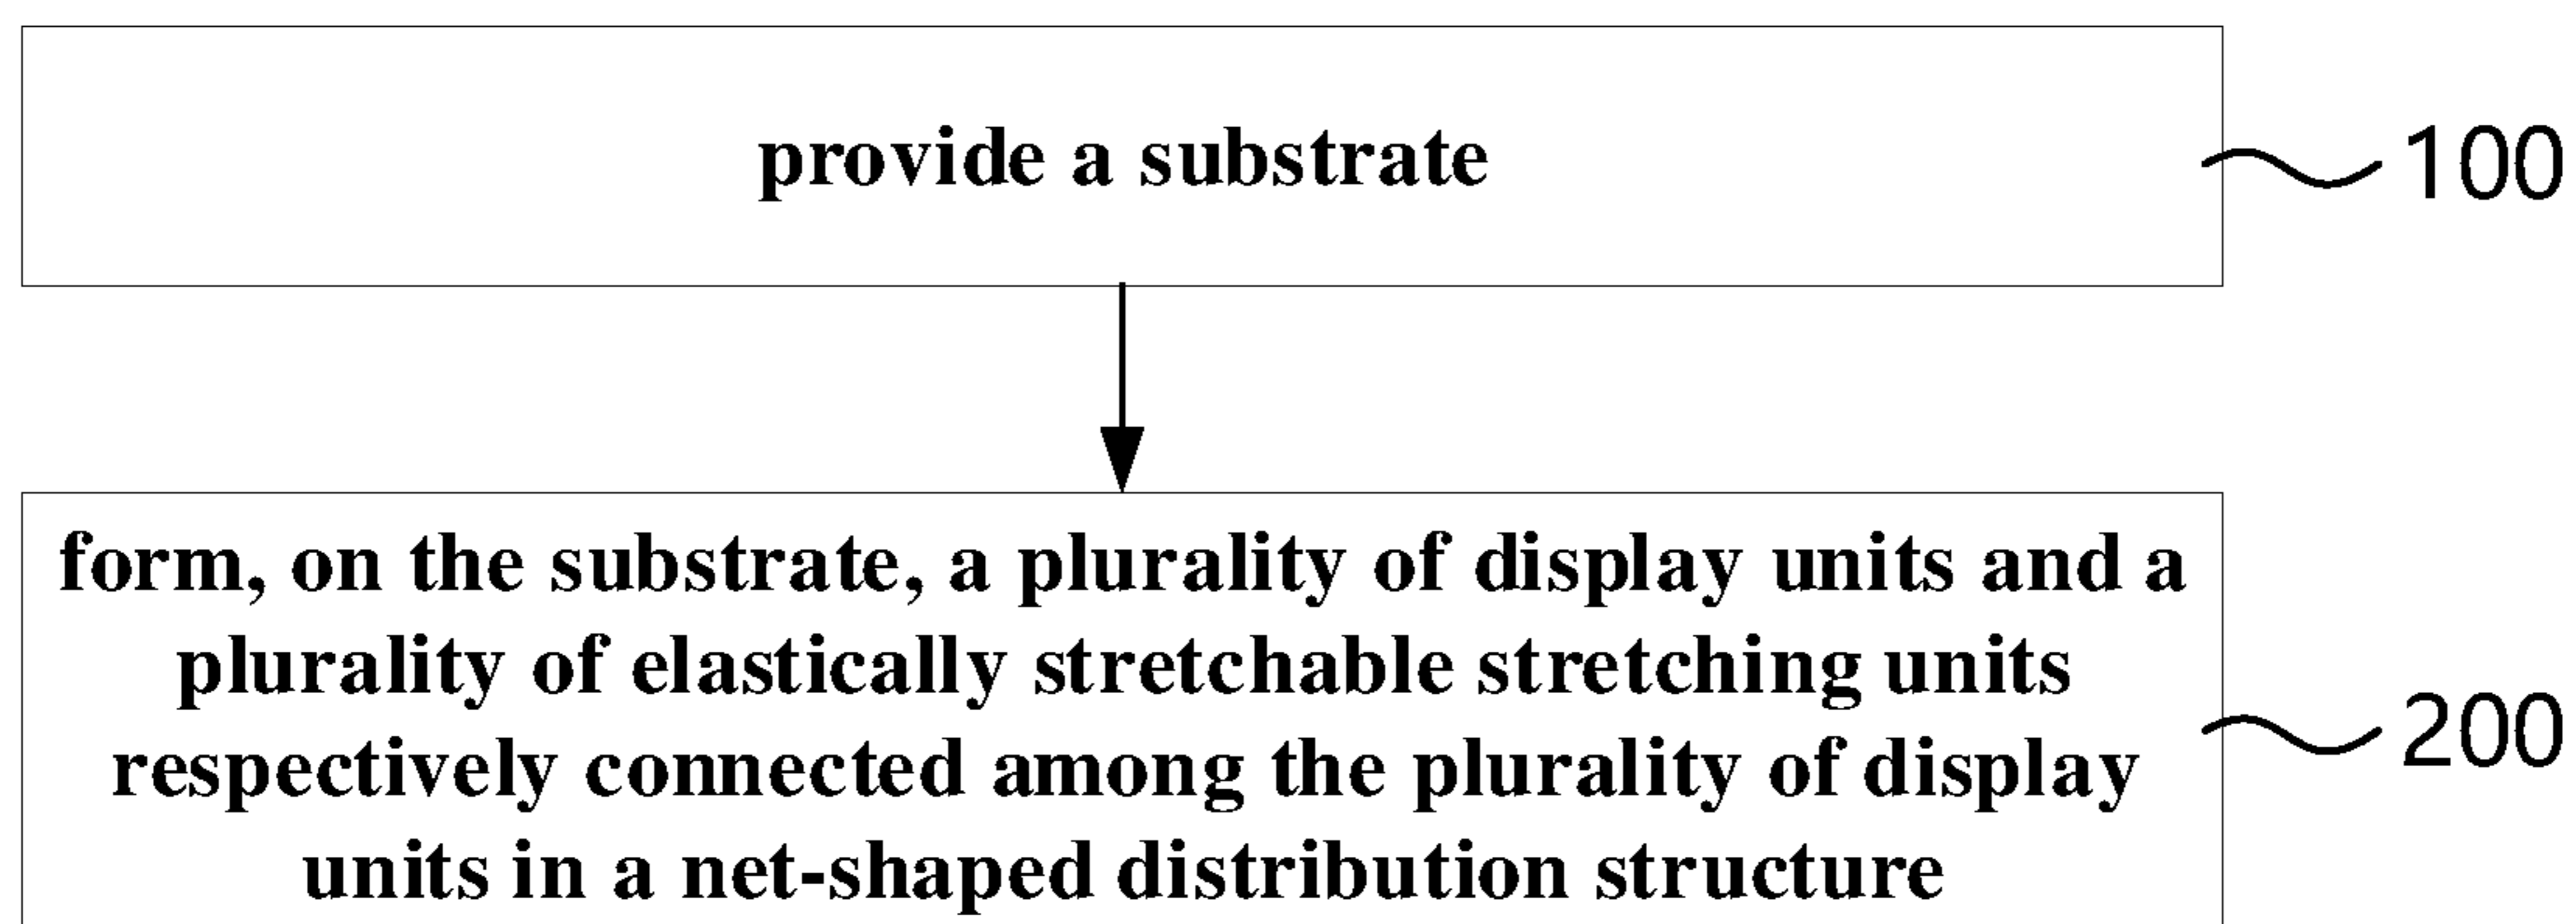 provide a substrate
100
form, on the substrate, a plurality of display units and a
plurality of elastically stretchable stretching units
respectively connected among the plurality of display
units in a net-shaped distribution structure
200